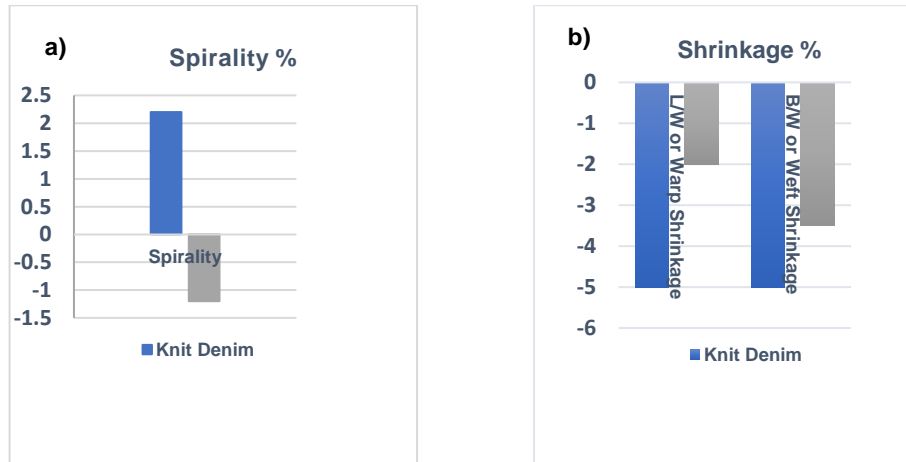 a)
Spirality %
2.5
2
1.5
1
0.5
0
-0.5
-1
-1.5
Spirality
Knit Denim
b)
Shrinkage %
0
-1
-2
-3
-4
-5
-6
L/W or Warp Shrinkage
B/W or Weft Shrinkage
Knit Denim